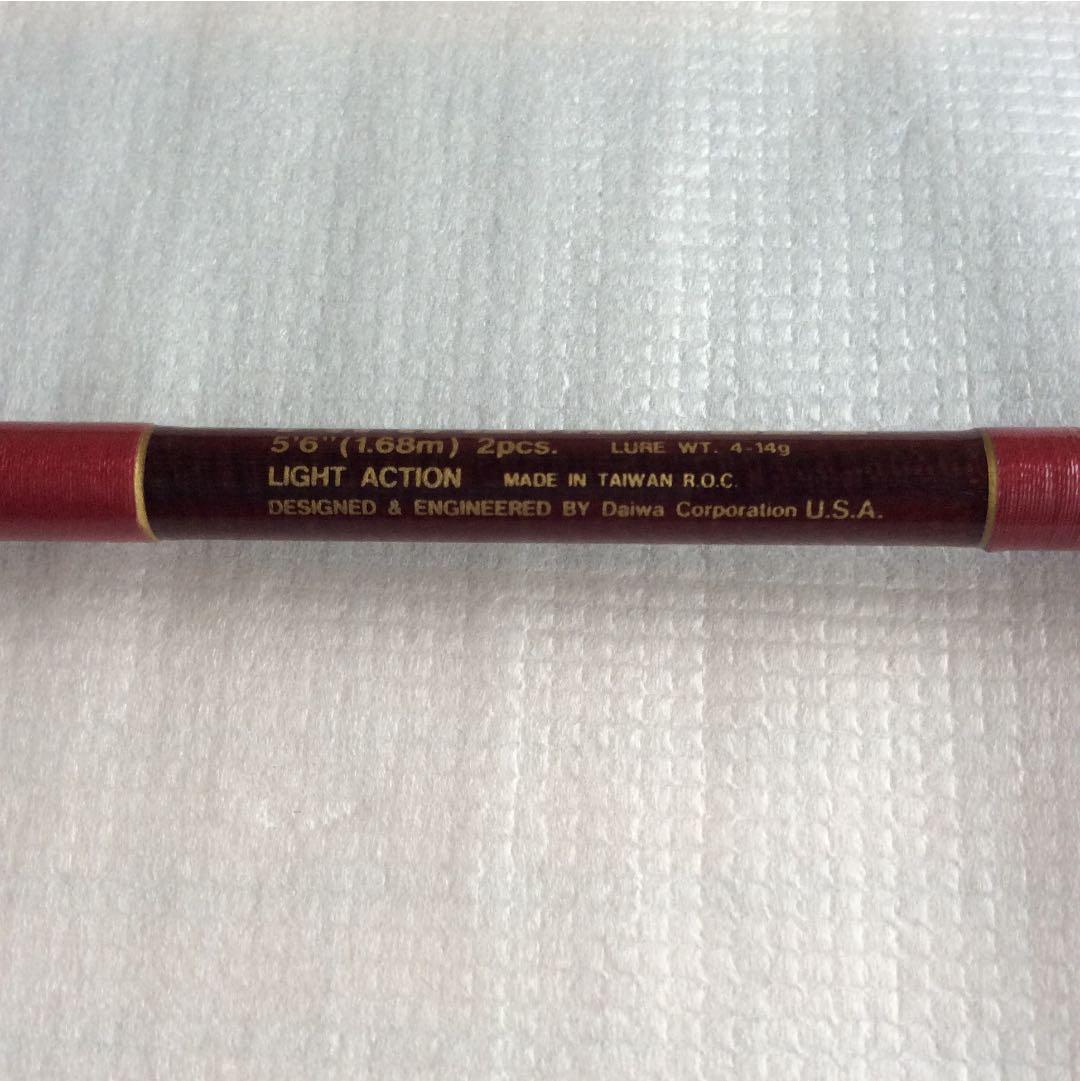 5'6"(1.68m) 2pcs. LURE WT. 4-14g
LIGHT ACTION MADE IN TAIWAN R.O.C.
DESIGNED & ENGINEERED BY Daiwa Corporation U.S.A.